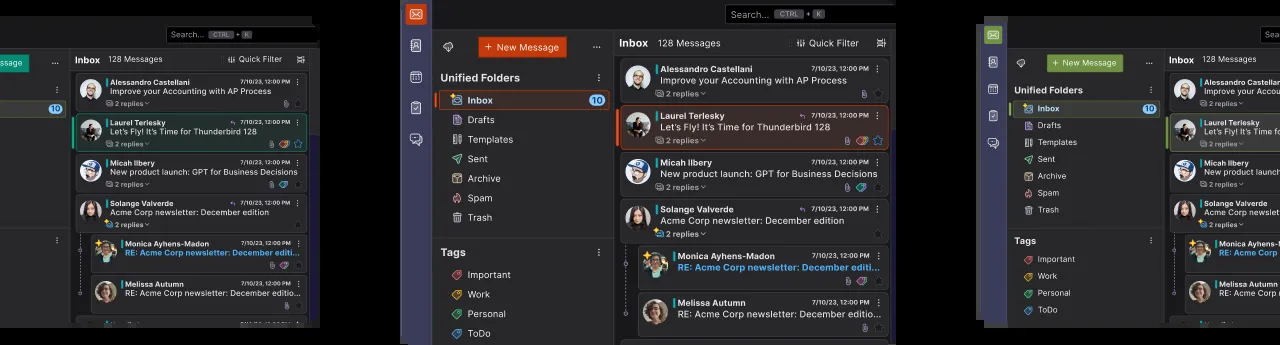 Search... CTRL + K
ssage ...
Inbox 128 Messages Quick Filter
Alessandro Castellani 7/10/23, 12:00 PM
Improve your Accounting with AP Process
2 replies
10
Laurel Terlesky 7/10/23, 12:00 PM
Let's Fly! It's Time for Thunderbird 128
2 replies
Micah Ilbery 7/10/23, 12:00 PM
New product launch: GPT for Business Decisions
2 replies
Solange Valverde 7/10/23, 12:00 PM
Acme Corp newsletter: December edition
2 replies
Monica Ayhens-Madon 7/10/23, 12:00 PM
RE: Acme Corp newsletter: December editi...
Melissa Autumn 7/10/23, 12:00 PM
RE: Acme Corp newsletter: December editio...
Search... CTRL + K
+ New Message ...
Unified Folders
Inbox 10
Drafts
Templates
Sent
Archive
Spam
Trash
Tags
Important
Work
Personal
ToDo
Inbox 128 Messages Quick Filter
Alessandro Castellani 7/10/23, 12:00 PM
Improve your Accounting with AP Process
2 replies
Laurel Terlesky 7/10/23, 12:00 PM
Let's Fly! It's Time for Thunderbird 128
2 replies
Micah Ilbery 7/10/23, 12:00 PM
New product launch: GPT for Business Decisions
2 replies
Solange Valverde 7/10/23, 12:00 PM
Acme Corp newsletter: December edition
2 replies
Monica Ayhens-Madon 7/10/23, 12:00 PM
RE: Acme Corp newsletter: December editi...
Melissa Autumn 7/10/23, 12:00 PM
RE: Acme Corp newsletter: December editio...
Sea
+ New Message ...
Unified Folders
Inbox 10
Drafts
Templates
Sent
Archive
Spam
Trash
Tags
Important
Work
Personal
ToDo
Inbox 128 Messages
Alessandro Castella
Improve your Accou
2 replies
Laurel Terlesky
Let's Fly! It's Time fo
2 replies
Micah Ilbery
New product launch:
2 replies
Solange Valverde
Acme Corp newslett
2 replies
Monica Ayhen
RE: Acme Cor
Melissa Autum
RE: Acme Cor